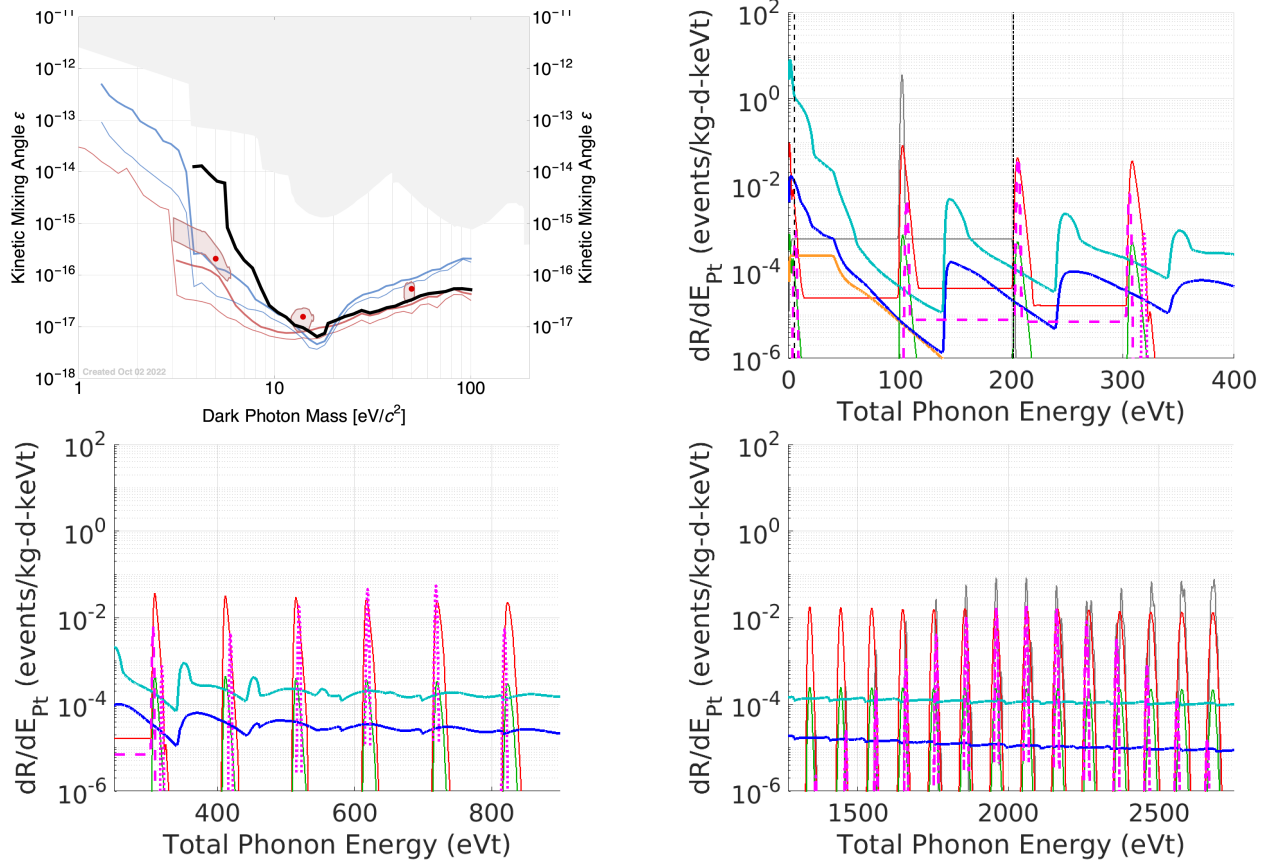 10⁻¹¹
10⁻¹²
10⁻¹³
10⁻¹⁴
10⁻¹⁵
10⁻¹⁶
10⁻¹⁷
10⁻¹⁸
Kinetic Mixing Angle ε
10⁻¹¹
10⁻¹²
10⁻¹³
10⁻¹⁴
10⁻¹⁵
10⁻¹⁶
10⁻¹⁷
Kinetic Mixing Angle ε
Created Oct 02 2022
1 10 100
Dark Photon Mass [eV/c²]
10²
10⁰
10⁻²
10⁻⁴
10⁻⁶
dR/dE_Pt (events/kg-d-keVt)
0 100 200 300 400
Total Phonon Energy (eVt)
10²
10⁰
10⁻²
10⁻⁴
10⁻⁶
dR/dE_Pt (events/kg-d-keVt)
400 600 800
Total Phonon Energy (eVt)
10²
10⁰
10⁻²
10⁻⁴
10⁻⁶
dR/dE_Pt (events/kg-d-keVt)
1500 2000 2500
Total Phonon Energy (eVt)